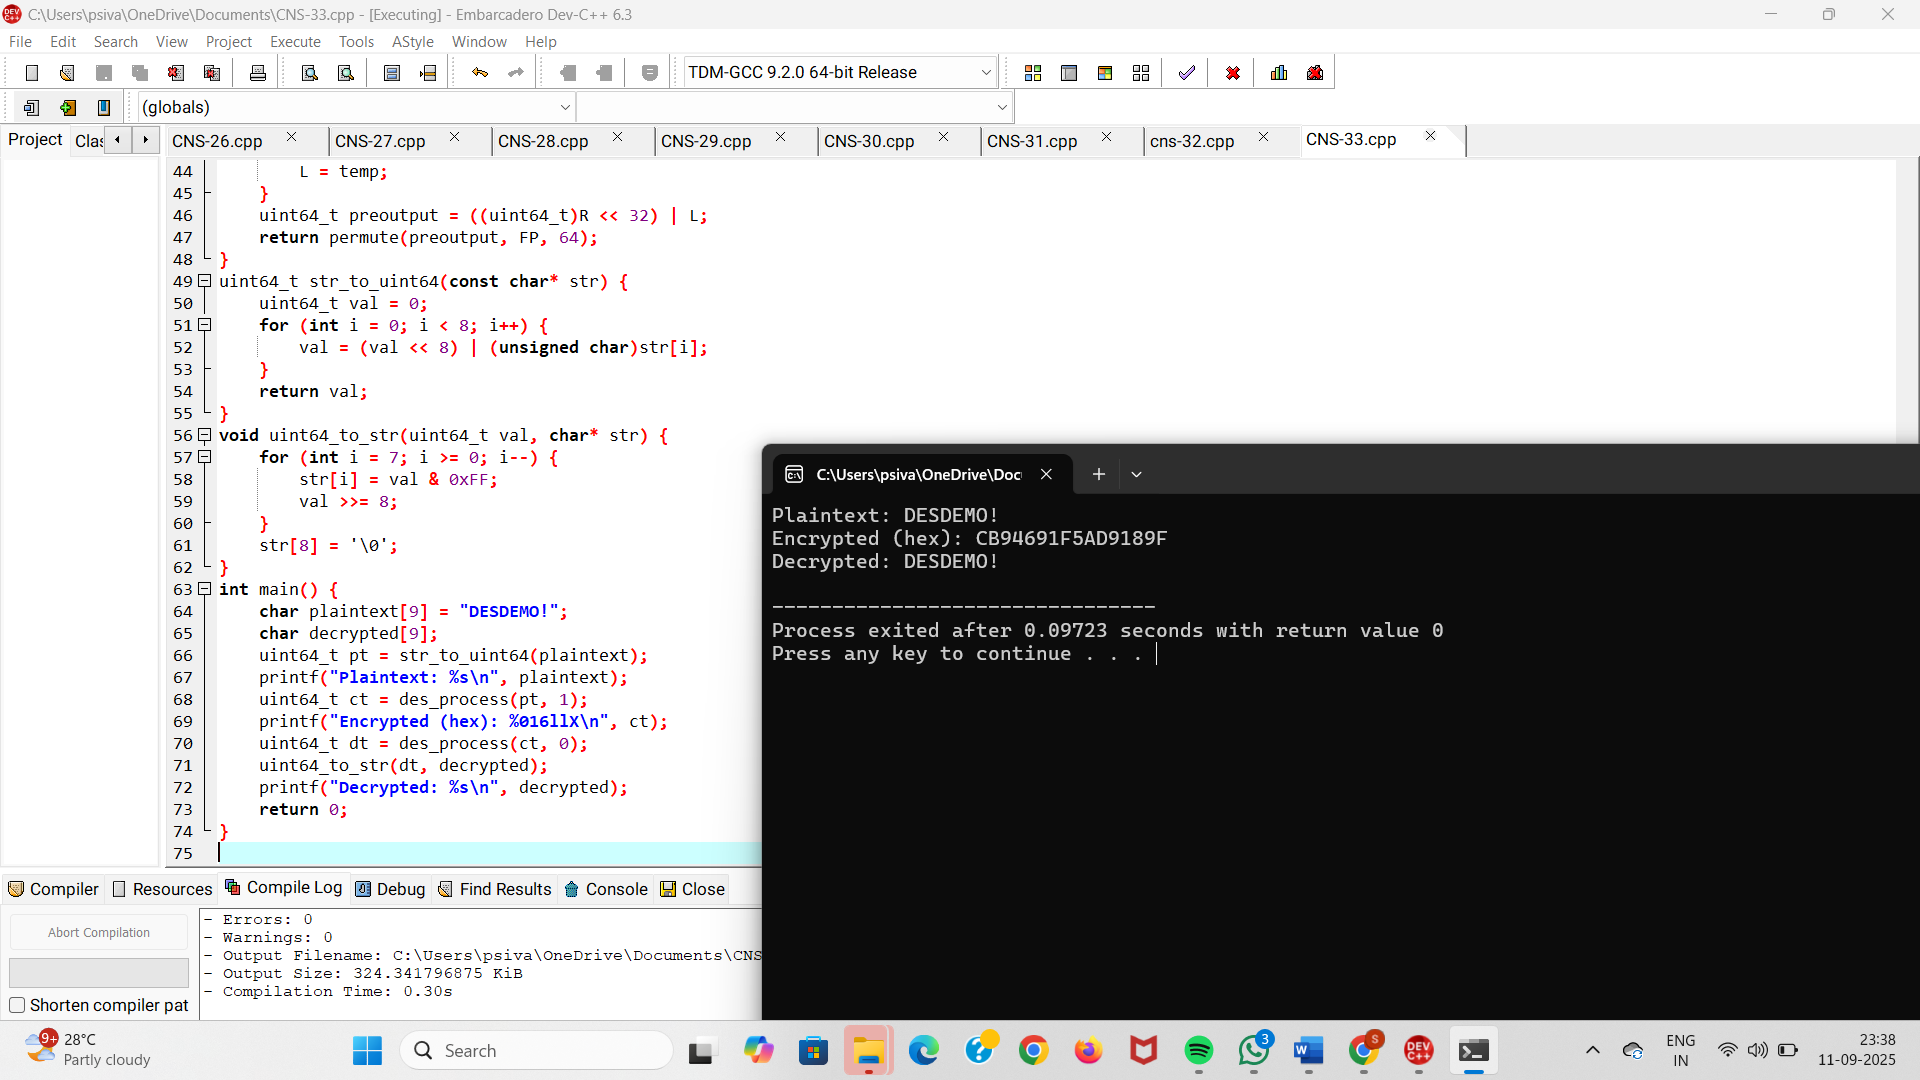 C:\Users\psiva\OneDrive\Documents\CNS-33.cpp - [Executing] - Embarcadero Dev-C++ 6.3
File Edit Search View Project Execute Tools AStyle Window Help
TDM-GCC 9.2.0 64-bit Release
(globals)
Project Clas CNS-26.cpp CNS-27.cpp CNS-28.cpp CNS-29.cpp CNS-30.cpp CNS-31.cpp cns-32.cpp CNS-33.cpp
44 L = temp;
45 }
46 uint64_t preoutput = ((uint64_t)R << 32) | L;
47 return permute(preoutput, FP, 64);
48 }
49 uint64_t str_to_uint64(const char* str) {
50 uint64_t val = 0;
51 for (int i = 0; i < 8; i++) {
52 val = (val << 8) | (unsigned char)str[i];
53 }
54 return val;
55 }
56 void uint64_to_str(uint64_t val, char* str) {
57 for (int i = 7; i >= 0; i--) {
58 str[i] = val & 0xFF;
59 val >>= 8;
60 }
61 str[8] = '\0';
62 }
63 int main() {
64 char plaintext[9] = "DESDEMO!";
65 char decrypted[9];
66 uint64_t pt = str_to_uint64(plaintext);
67 printf("Plaintext: %s\n", plaintext);
68 uint64_t ct = des_process(pt, 1);
69 printf("Encrypted (hex): %016llX\n", ct);
70 uint64_t dt = des_process(ct, 0);
71 uint64_to_str(dt, decrypted);
72 printf("Decrypted: %s\n", decrypted);
73 return 0;
74 }
75
C:\Users\psiva\OneDrive\Doc
Plaintext: DESDEMO!
Encrypted (hex): CB94691F5AD9189F
Decrypted: DESDEMO!
--------------------------------
Process exited after 0.09723 seconds with return value 0
Press any key to continue . . .
Compiler Resources Compile Log Debug Find Results Console Close
Abort Compilation
Shorten compiler pat
- Errors: 0
- Warnings: 0
- Output Filename: C:\Users\psiva\OneDrive\Documents\CNS
- Output Size: 324.341796875 KiB
- Compilation Time: 0.30s
9+ 28°C
Partly cloudy
Search
3
S
DEV C++
ENG
IN
23:38
11-09-2025